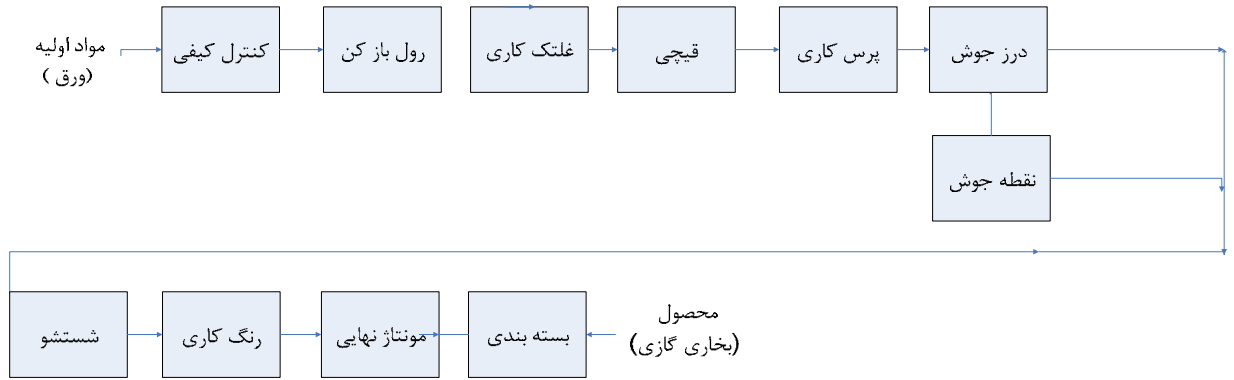 مواد اولیه
(ورق )
کنترل کیفی
رول باز کن
غلتک کاری
قیچی
پرس کاری
درز جوش
نقطه جوش
شستشو
رنگ کاری
مونتاژ نهایی
بسته بندی
محصول
(بخاری گازی)